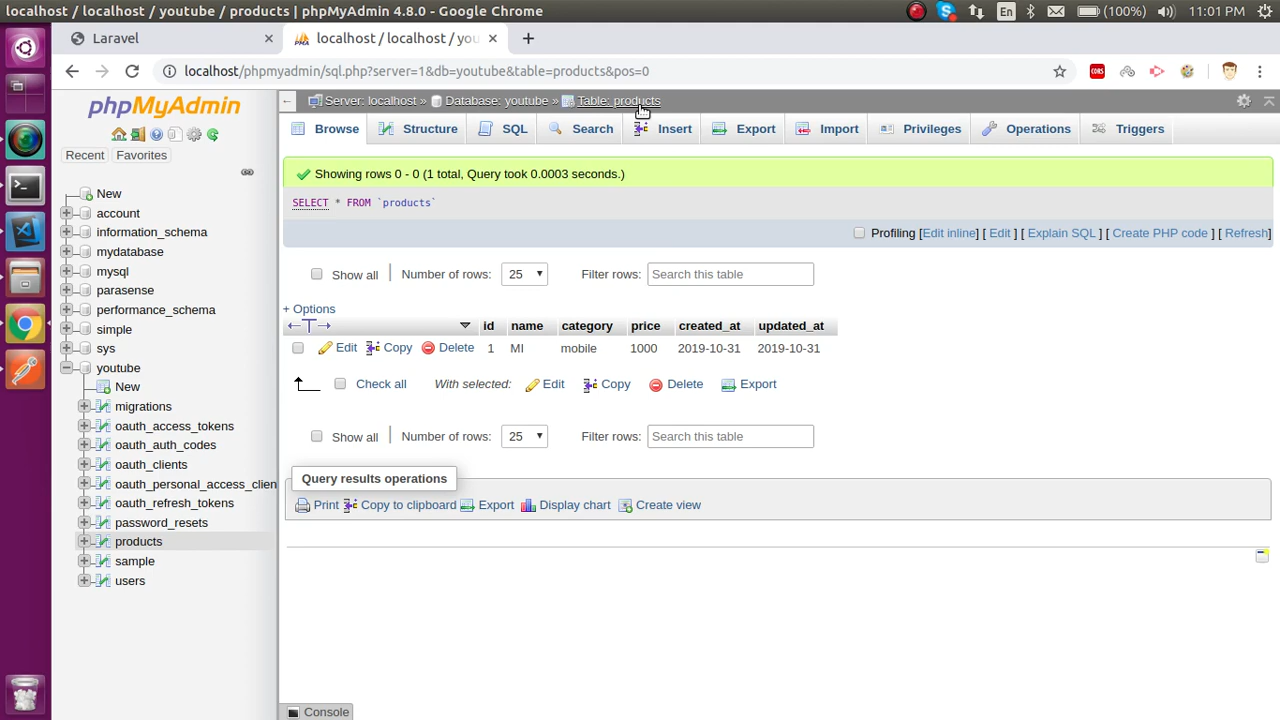 localhost / localhost / youtube / products | phpMyAdmin 4.8.0 - Google Chrome
En (100%) 11:01 PM
Laravel
localhost / localhost / you
localhost/phpmyadmin/sql.php?server=1&db=youtube&table=products&pos=0
phpMyAdmin
Recent Favorites
New
account
information_schema
mydatabase
mysql
parasense
performance_schema
simple
sys
youtube
New
migrations
oauth_access_tokens
oauth_auth_codes
oauth_clients
oauth_personal_access_clien
oauth_refresh_tokens
password_resets
products
sample
users
Server: localhost » Database: youtube » Table: products
Browse Structure SQL Search Insert Export Import Privileges Operations Triggers
Showing rows 0 - 0 (1 total, Query took 0.0003 seconds.)
SELECT * FROM `products`
Profiling [Edit inline] [ Edit ] [ Explain SQL ] [ Create PHP code ] [ Refresh]
Show all Number of rows: 25 Filter rows: Search this table
+ Options
id name category price created_at updated_at
Edit Copy Delete 1 MI mobile 1000 2019-10-31 2019-10-31
Check all With selected: Edit Copy Delete Export
Show all Number of rows: 25 Filter rows: Search this table
Query results operations
Print Copy to clipboard Export Display chart Create view
Console